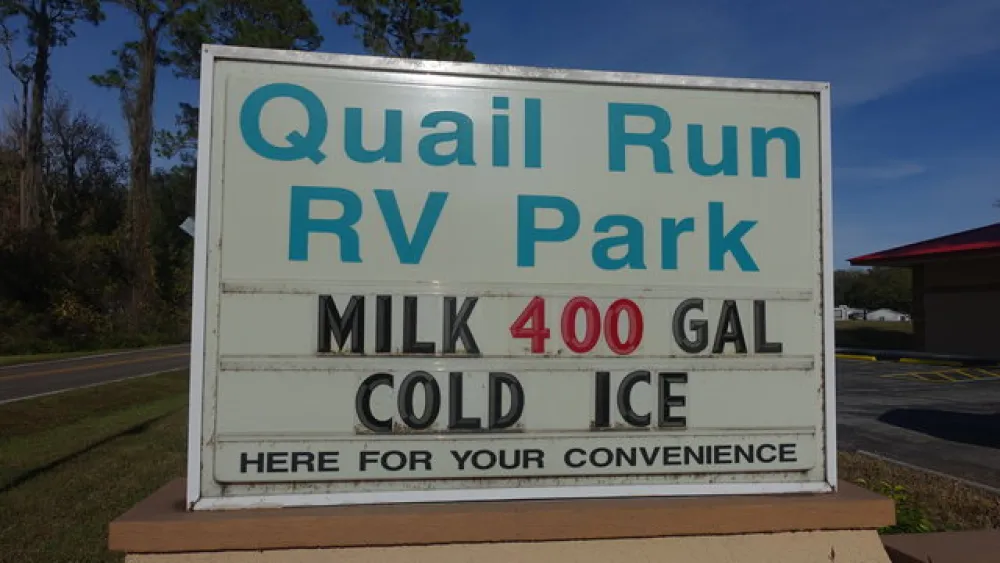 Quail Run
RV Park
MILK 400 GAL
COLD ICE
HERE FOR YOUR CONVENIENCE